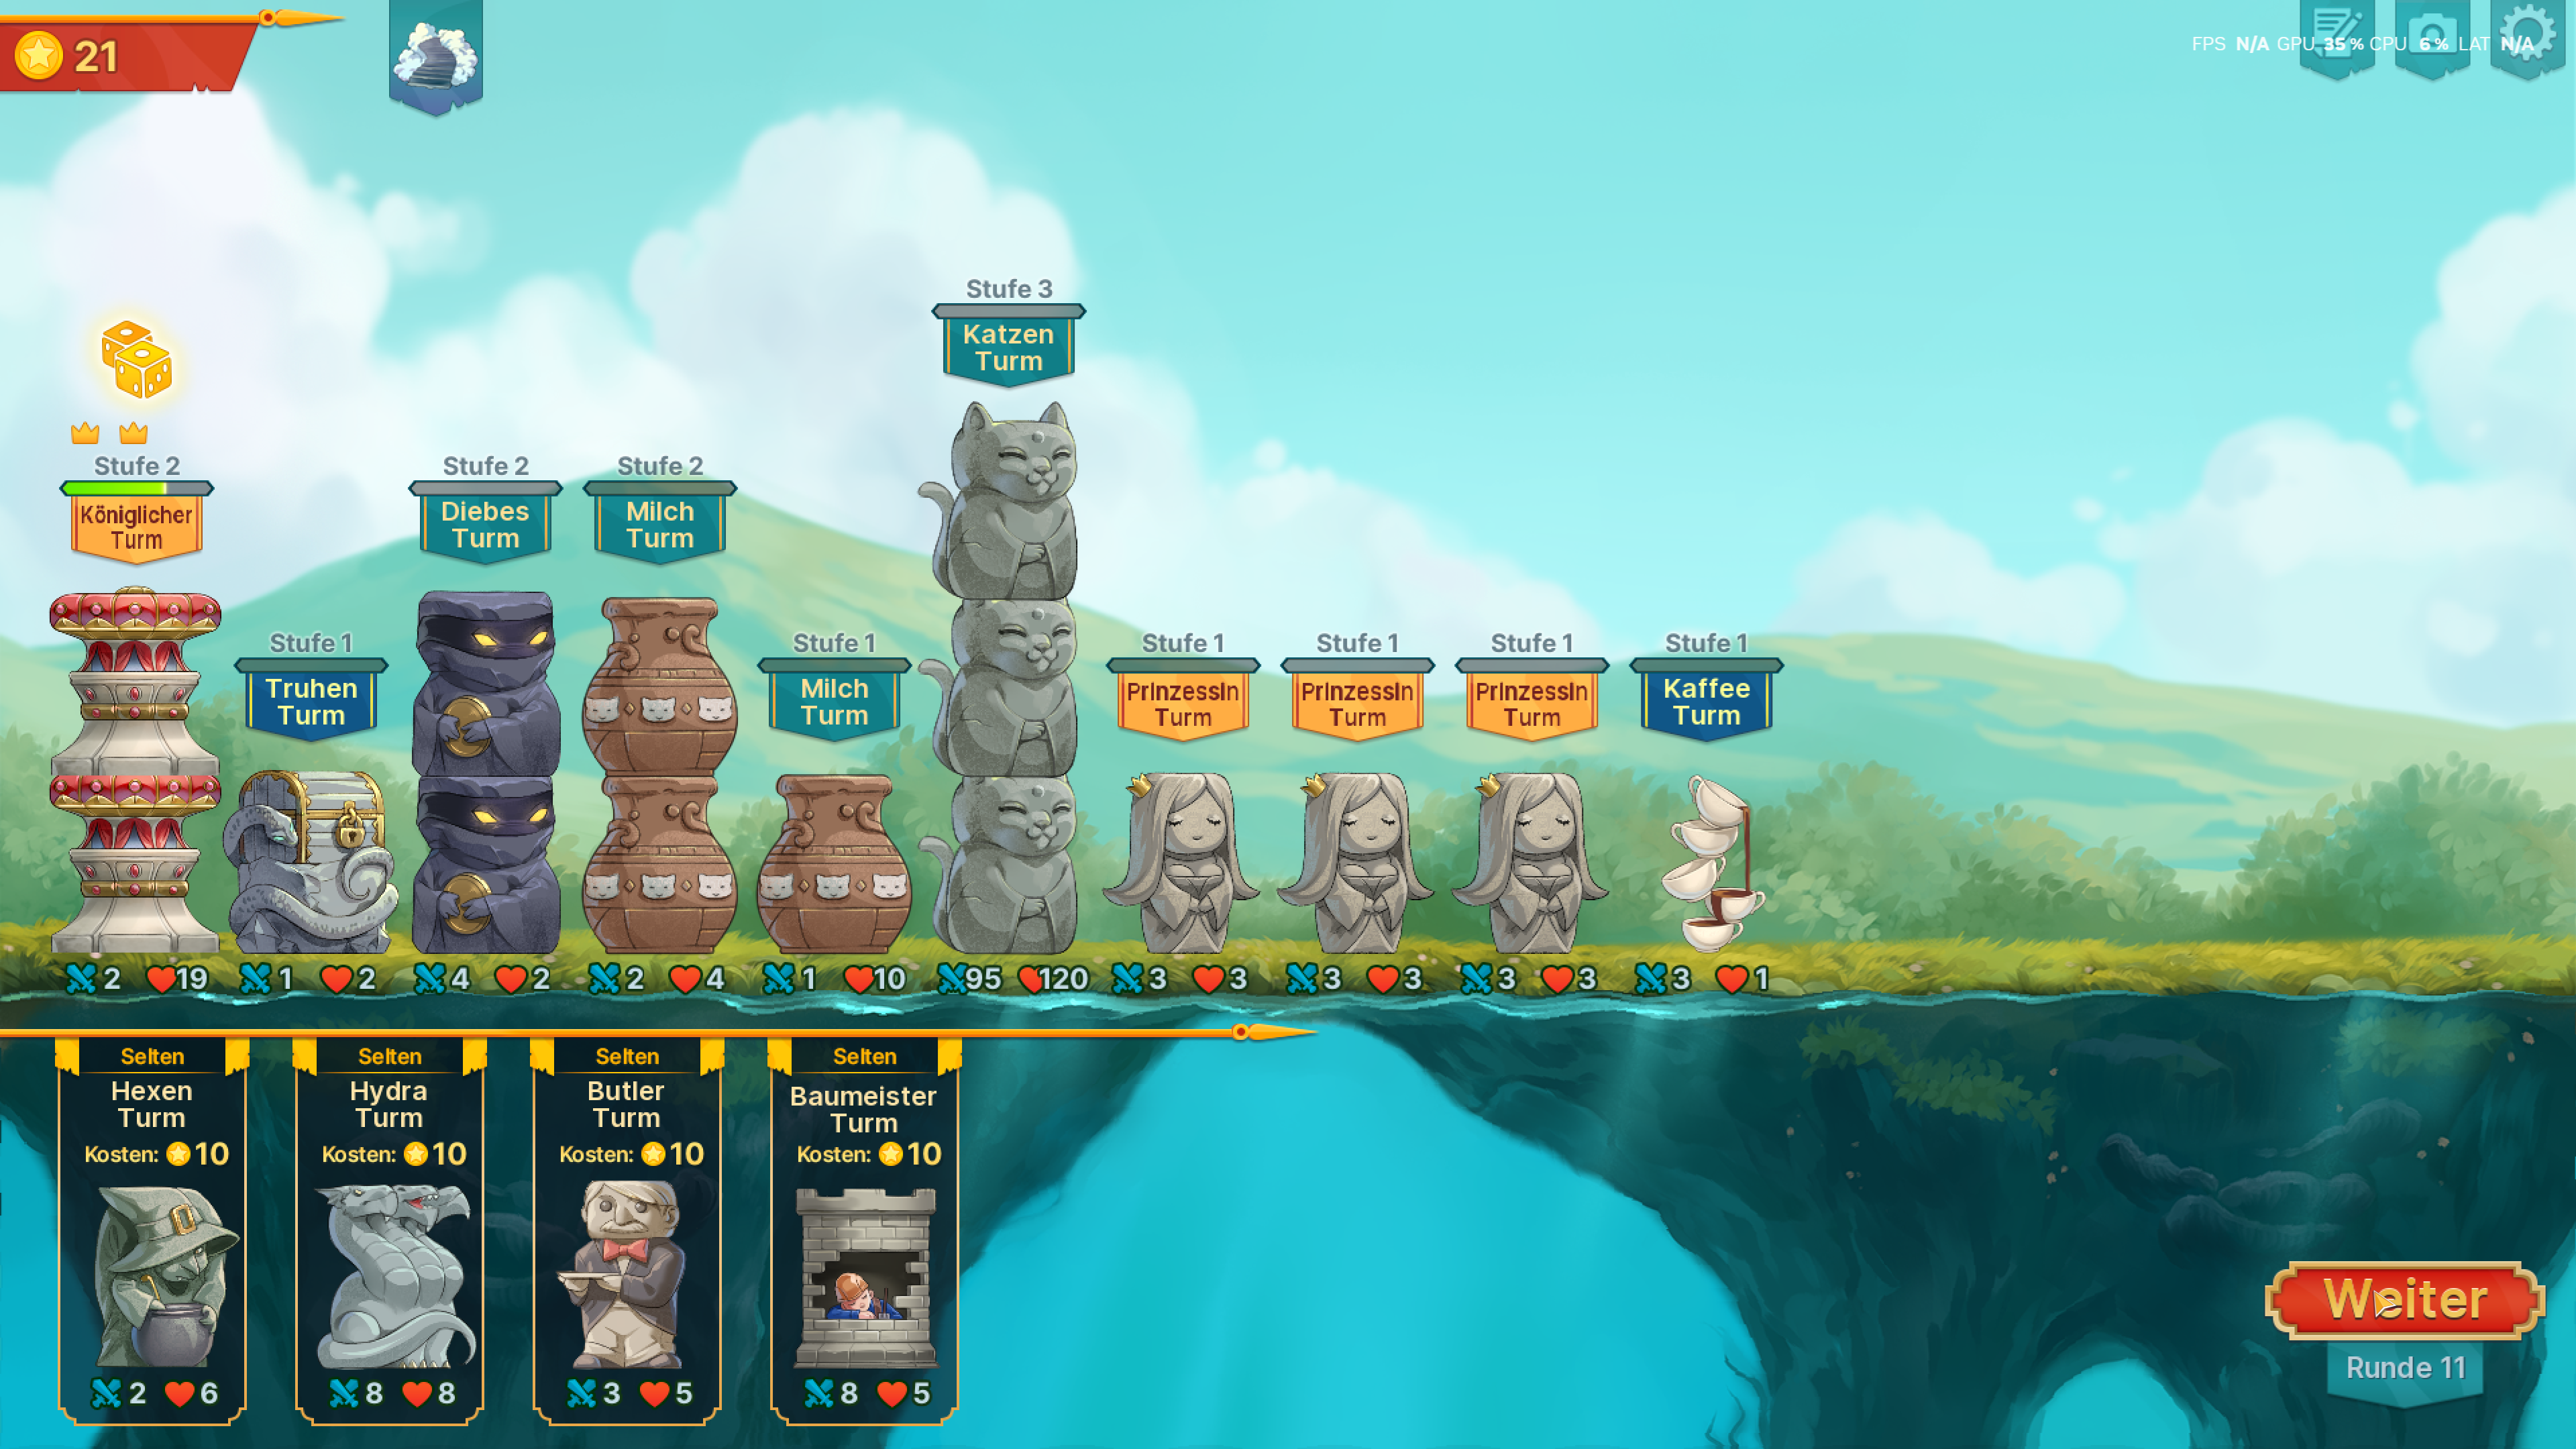 21
FPS N/A GPU 35 % CPU 6 % LAT N/A
Stufe 2
Königlicher
Turm
Stufe 1
Truhen
Turm
Stufe 2
Diebes
Turm
Stufe 2
Milch
Turm
Stufe 1
Milch
Turm
Stufe 3
Katzen
Turm
Stufe 1
Prinzessin
Turm
Stufe 1
Prinzessin
Turm
Stufe 1
Prinzessin
Turm
Stufe 1
Kaffee
Turm
2 19 1 2 4 2 2 4 1 10 95 120 3 3 3 3 3 3 3 1
Selten
Hexen
Turm
Kosten: 10
2 6
Selten
Hydra
Turm
Kosten: 10
8 8
Selten
Butler
Turm
Kosten: 10
3 5
Selten
Baumeister
Turm
Kosten: 10
8 5
Weiter
Runde 11